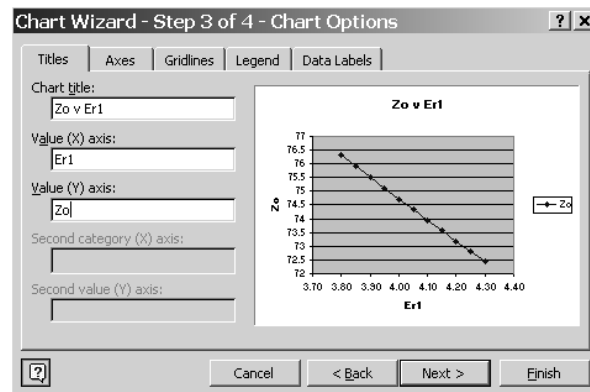 Chart Wizard - Step 3 of 4 - Chart Options
? x
Titles Axes Gridlines Legend Data Labels
Chart title:
Zo v Er1
Value (X) axis:
Er1
Value (Y) axis:
Zo
Second category (X) axis:
Second value (Y) axis:
Zo v Er1
77
76.5
76
75.5
75
74.5
74
73.5
73
72.5
72
Zo
3.70 3.80 3.90 4.00 4.10 4.20 4.30 4.40
Er1
Zo
?
Cancel < Back Next > Finish